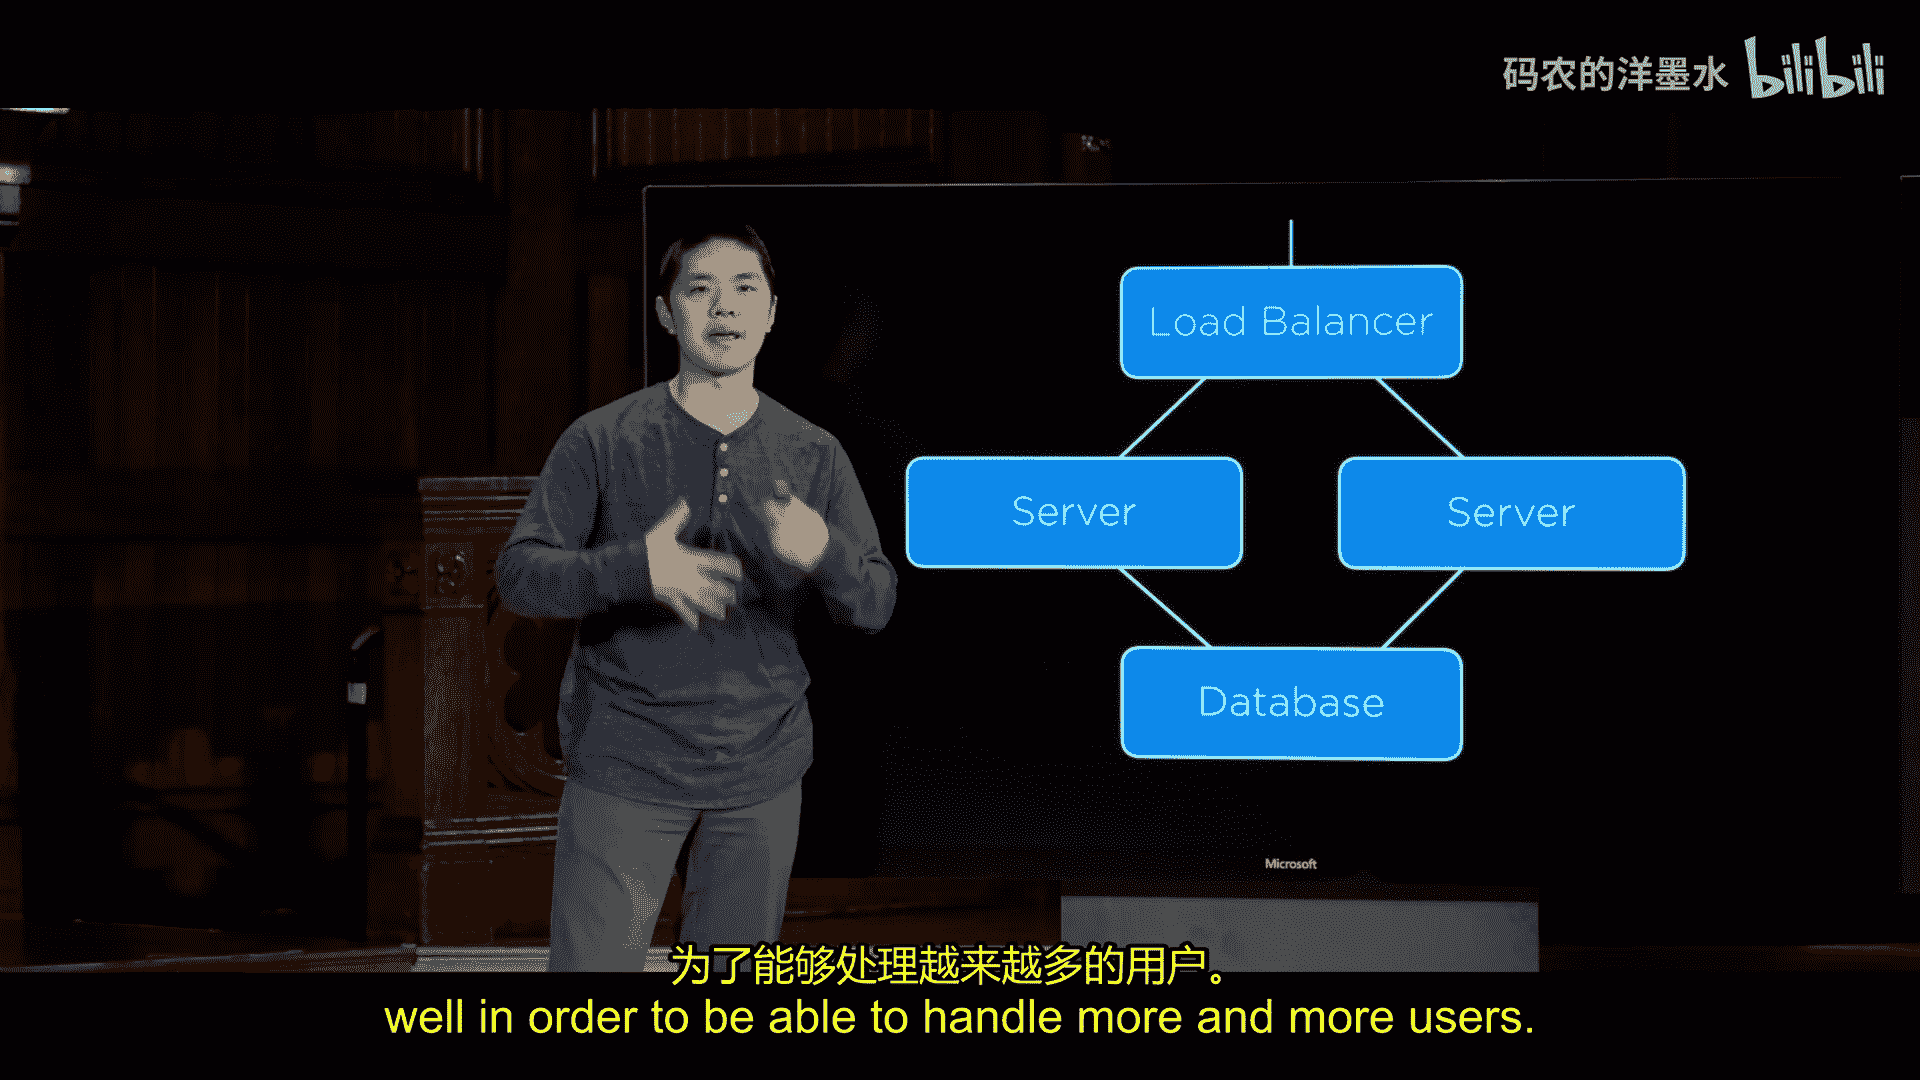 码农的洋墨水 bilibili
Load Balancer
Server
Server
Database
Microsoft
为了能够处理越来越多的用户。
well in order to be able to handle more and more users.